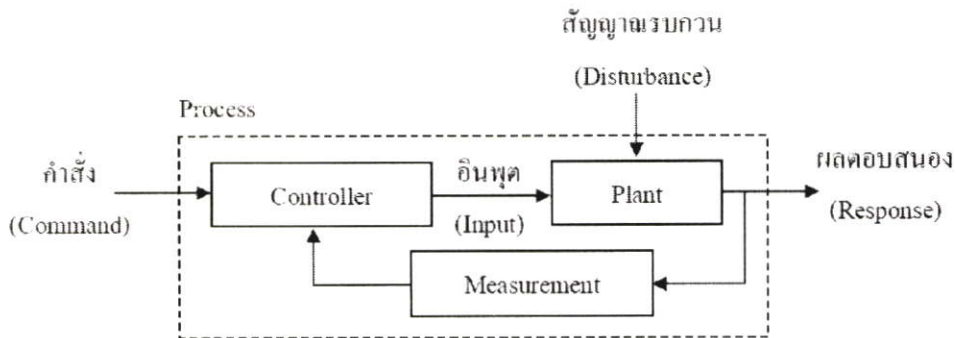 สัญญาณรบกวน
(Disturbance)
Process
คำสั่ง
(Command)
Controller
อินพุต
(Input)
Plant
ผลตอบสนอง
(Response)
Measurement